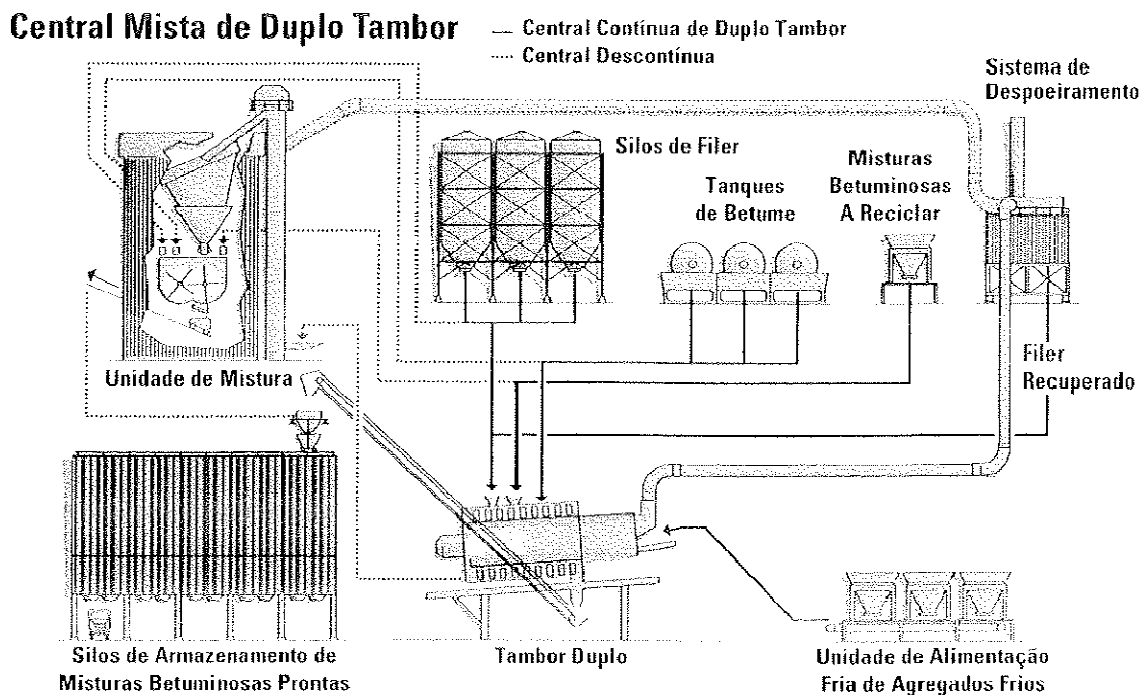 Central Mista de Duplo Tambor
Central Contínua de Duplo Tambor
Central Descontínua
Sistema de
Despoeiramento
Silos de Filer
Tanques
de Betume
Misturas
Betuminosas
A Reciclar
Filer
Recuperado
Unidade de Mistura
Silos de Armazenamento de
Misturas Betuminosas Prontas
Tambor Duplo
Unidade de Alimentação
Fria de Agregados Frios